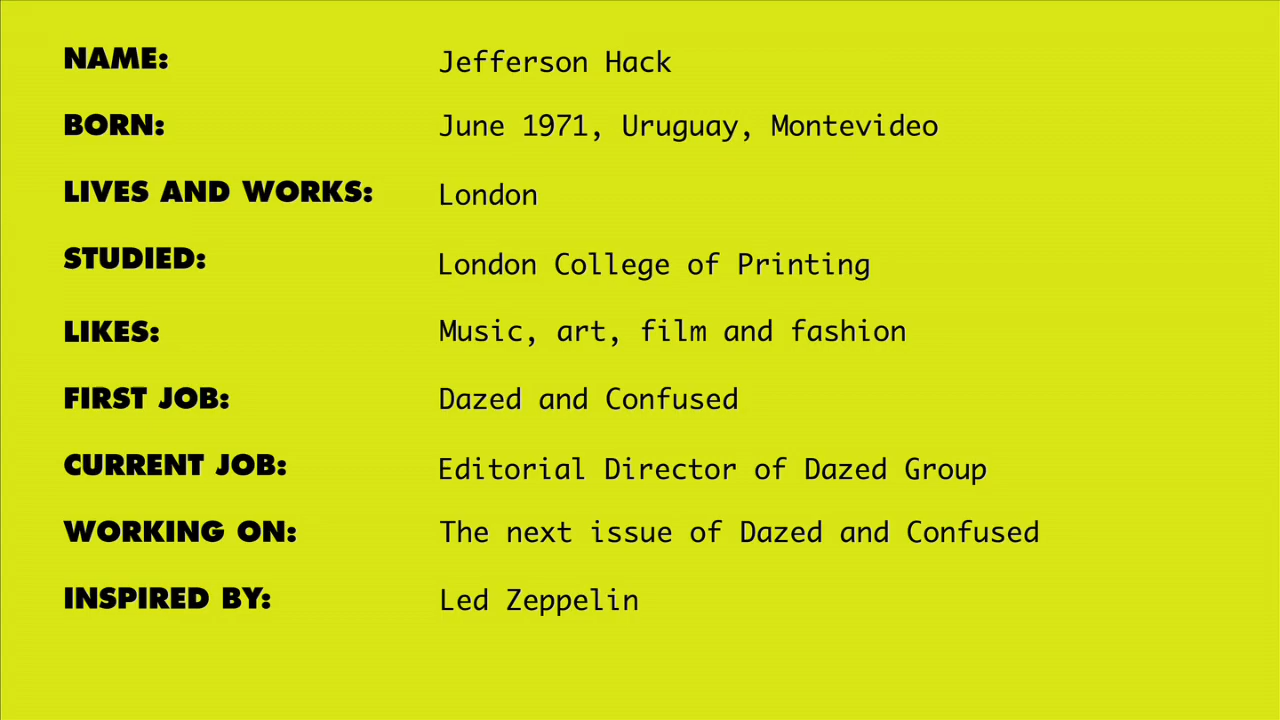 NAME: Jefferson Hack
BORN: June 1971, Uruguay, Montevideo
LIVES AND WORKS: London
STUDIED: London College of Printing
LIKES: Music, art, film and fashion
FIRST JOB: Dazed and Confused
CURRENT JOB: Editorial Director of Dazed Group
WORKING ON: The next issue of Dazed and Confused
INSPIRED BY: Led Zeppelin